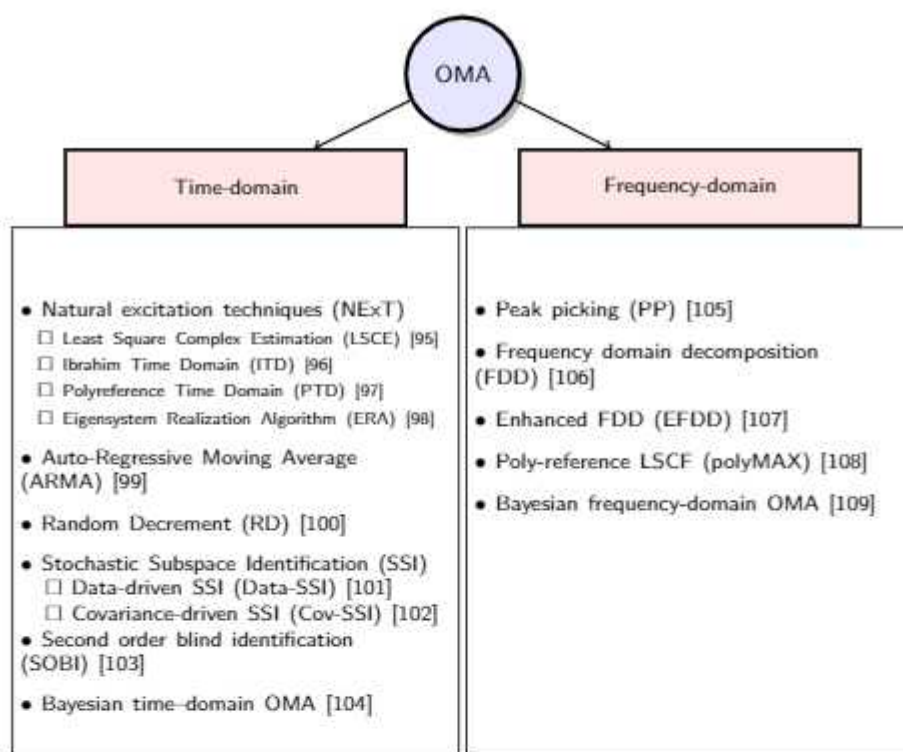 OMA
Time-domain
Frequency-domain
• Natural excitation techniques (NExT)
☐ Least Square Complex Estimation (LSCE) [95]
☐ Ibrahim Time Domain (ITD) [96]
☐ Polyreference Time Domain (PTD) [97]
☐ Eigensystem Realization Algorithm (ERA) [98]
• Auto-Regressive Moving Average
(ARMA) [99]
• Random Decrement (RD) [100]
• Stochastic Subspace Identification (SSI)
☐ Data-driven SSI (Data-SSI) [101]
☐ Covariance-driven SSI (Cov-SSI) [102]
• Second order blind identification
(SOBI) [103]
• Bayesian time–domain OMA [104]
• Peak picking (PP) [105]
• Frequency domain decomposition
(FDD) [106]
• Enhanced FDD (EFDD) [107]
• Poly-reference LSCF (polyMAX) [108]
• Bayesian frequency-domain OMA [109]